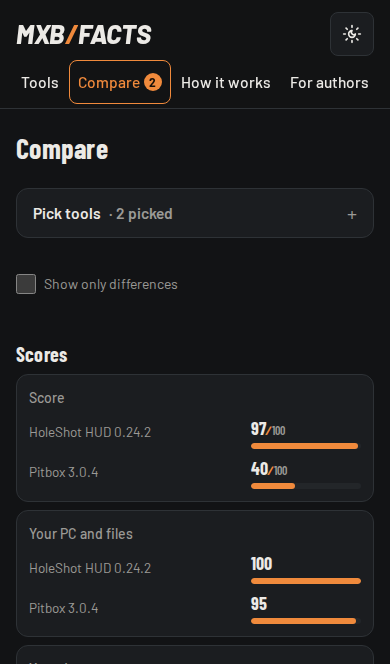 MXB/FACTS
Tools Compare 2 How it works For authors
Compare
Pick tools · 2 picked +
Show only differences
Scores
Score
HoleShot HUD 0.24.2 97/100
Pitbox 3.0.4 40/100
Your PC and files
HoleShot HUD 0.24.2 100
Pitbox 3.0.4 95